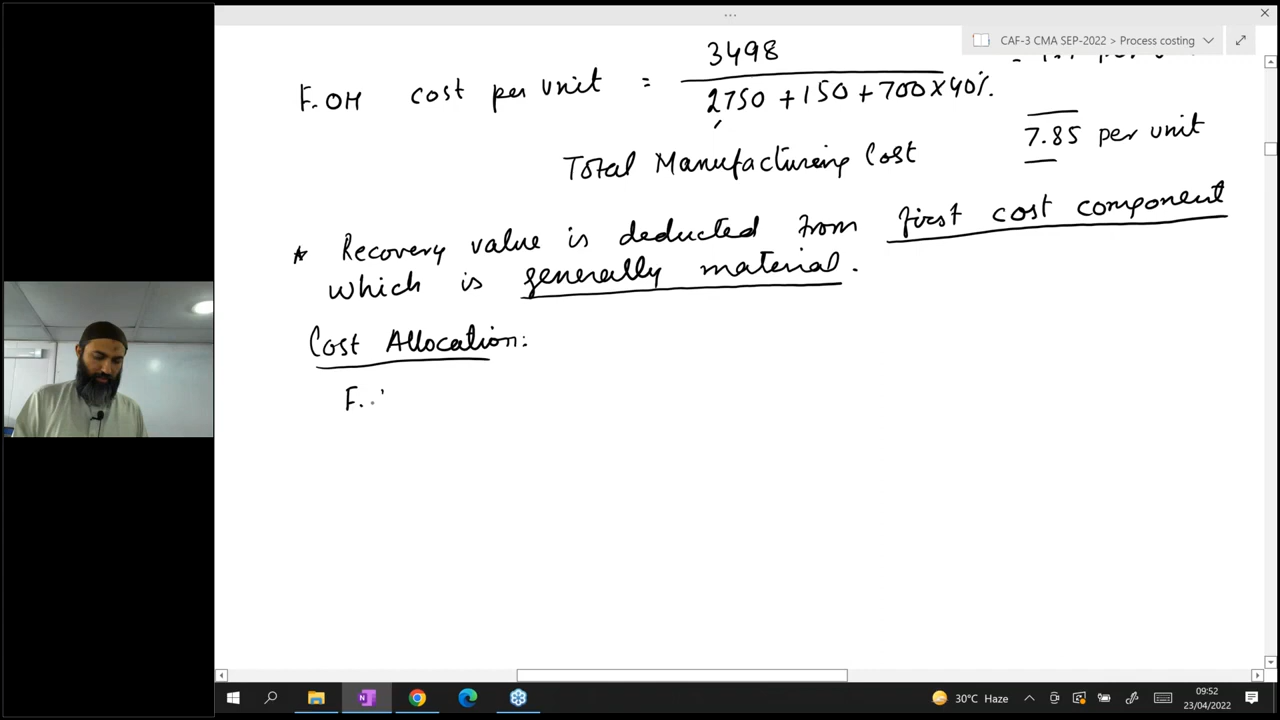 CAF-3 CMA SEP-2022 > Process costing
F.OH cost per unit = 3498
2750 + 150 + 700 x 40%.
Total Manufacturing Cost 7.85 per unit
* Recovery value is deducted from first cost component
which is generally material.
Cost Allocation:
F.
30°C Haze
09:52
23/04/2022